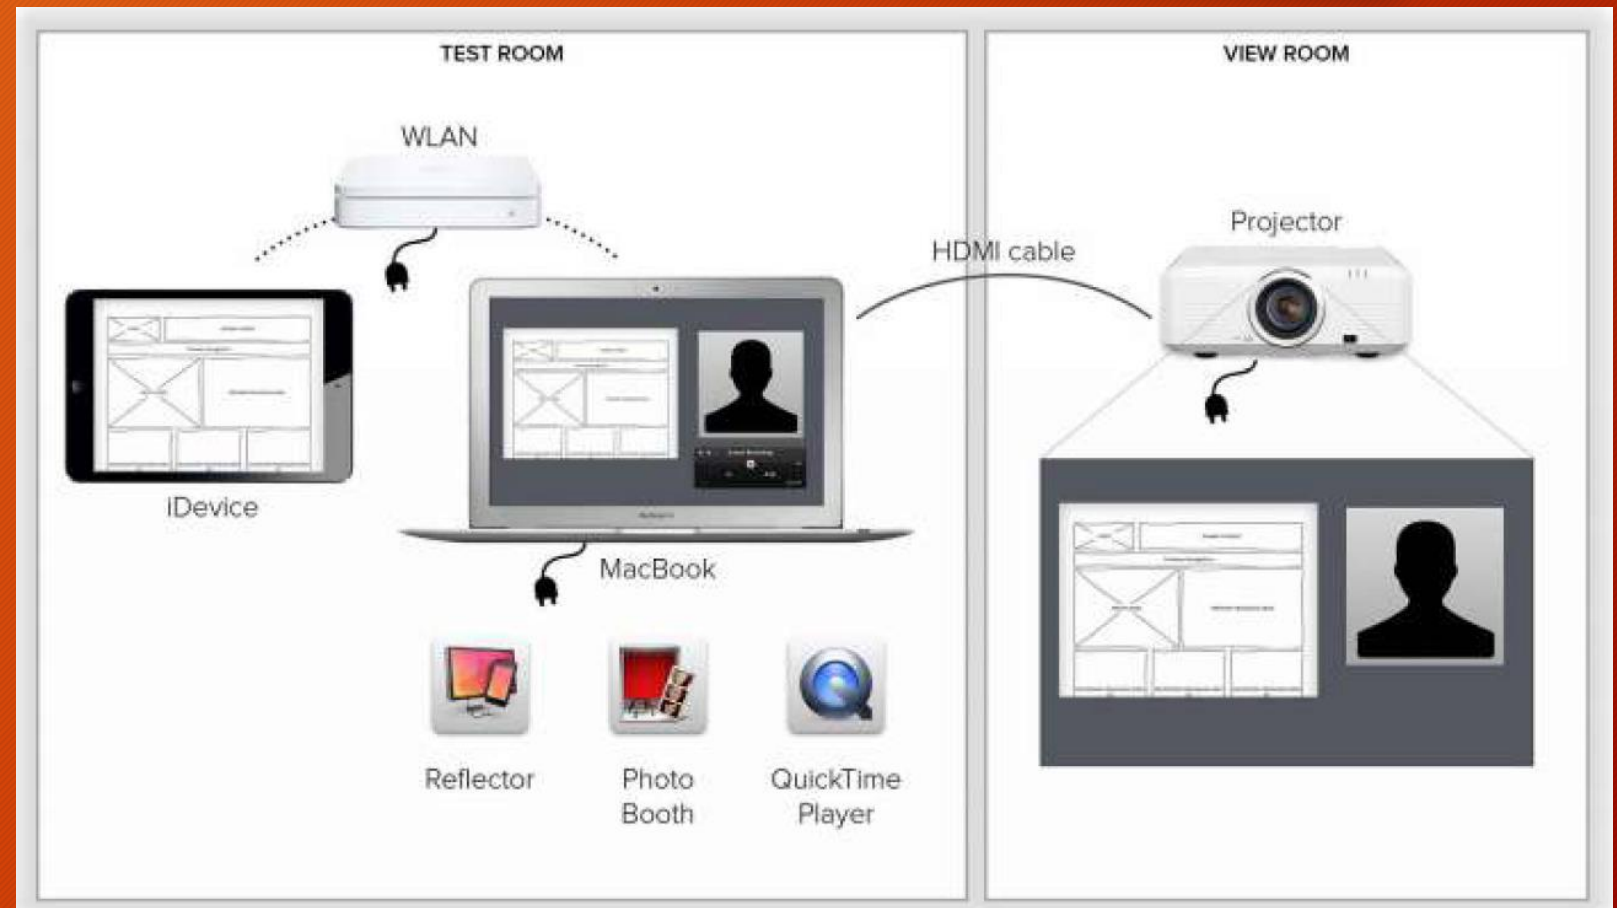 TEST ROOM
VIEW ROOM
WLAN
Projector
HDMI cable
iDevice
MacBook
Reflector
Photo
Booth
QuickTime
Player